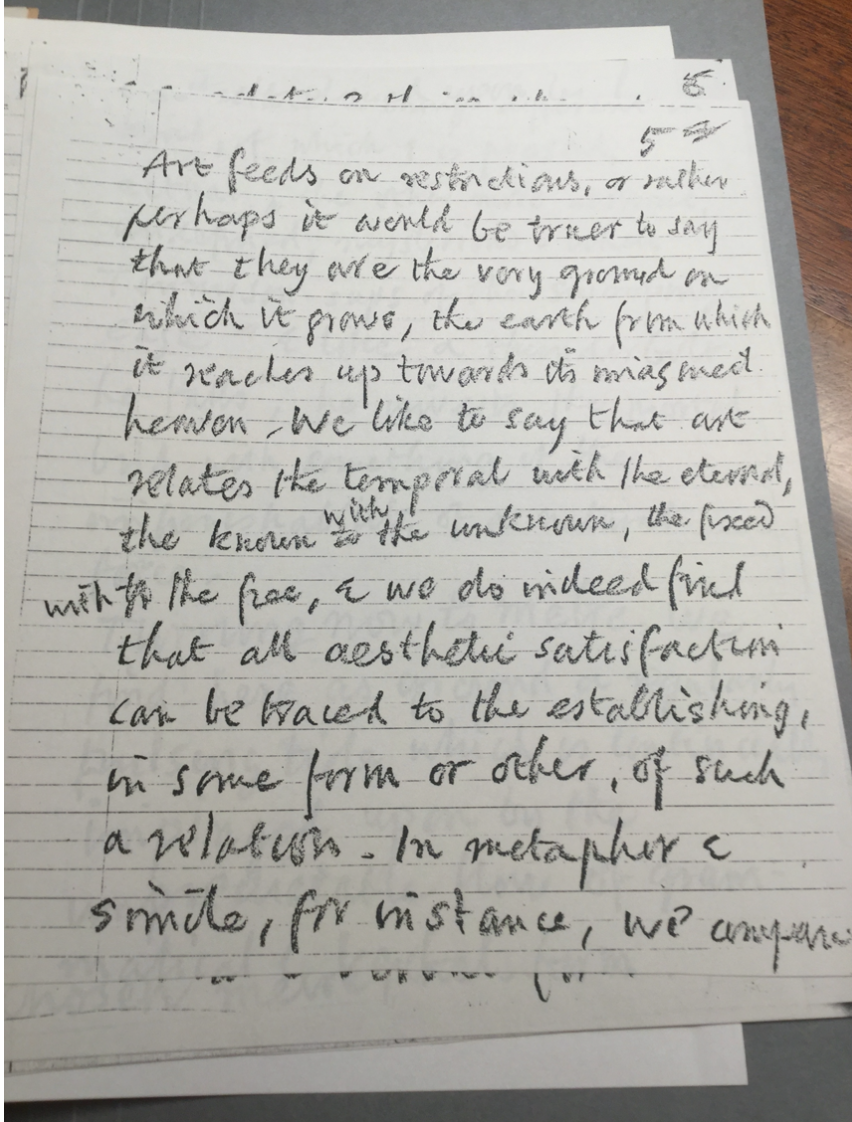 6
5
Art feeds on restrictions, or rather
perhaps it would be truer to say
that they are the very ground on
which it grows, the earth from which
it reaches up towards its
heaven. We like to say that art
relates the temporal with the eternal,
the known with the unknown, the fixed
with the free, & we do indeed find
that all aesthetic satisfaction
can be traced to the establishing,
in some form or other, of such
a relation. In metaphor &
simile, for instance, we compare